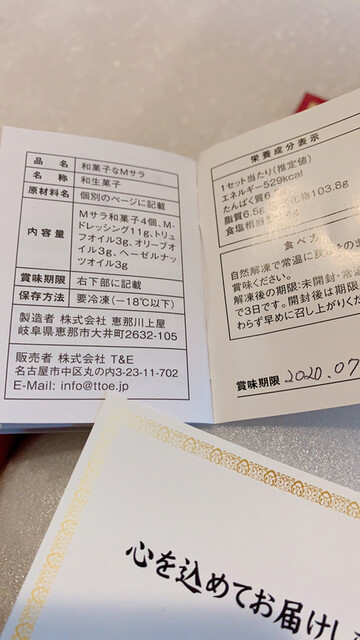 品名 和菓子なMサラ
名称 和生菓子
原材料名 個別のページに記載
内容量 Mサラ和菓子4個、M-
ドレッシング11g、トリュ
フオイル3g、オリーブオ
イル3g、ヘーゼルナッ
ツオイル3g
賞味期限 右下部に記載
保存方法 要冷凍(－18℃以下)
製造者 株式会社 恵那川上屋
岐阜県恵那市大井町2632-105
販売者 株式会社 T&E
名古屋市中区丸の内3-23-11-702
E-Mail: info@ttoe.jp
栄養成分表示
1セット当たり(推定値)
エネルギー529kcal
たんぱく質6
物103.8g
脂質6.5g
食塩相当
食べ方
自然解凍で常温に戻
賞味ください。
解凍後の期限:未開封・常
で3日です。開封後は期限
わらず早めに召し上がりくだ
賞味期限 2020.07
心を込めてお届けし